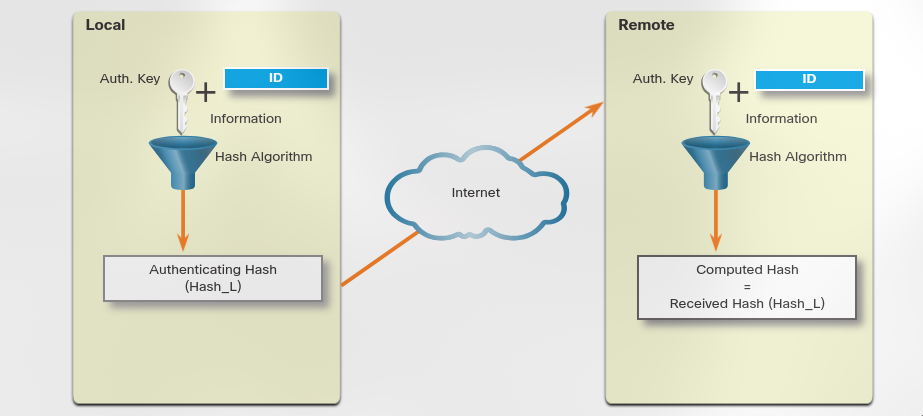 Local
Auth. Key
+
ID
Information
Hash Algorithm
Authenticating Hash
(Hash_L)
Internet
Remote
Auth. Key
+
ID
Information
Hash Algorithm
Computed Hash
=
Received Hash (Hash_L)